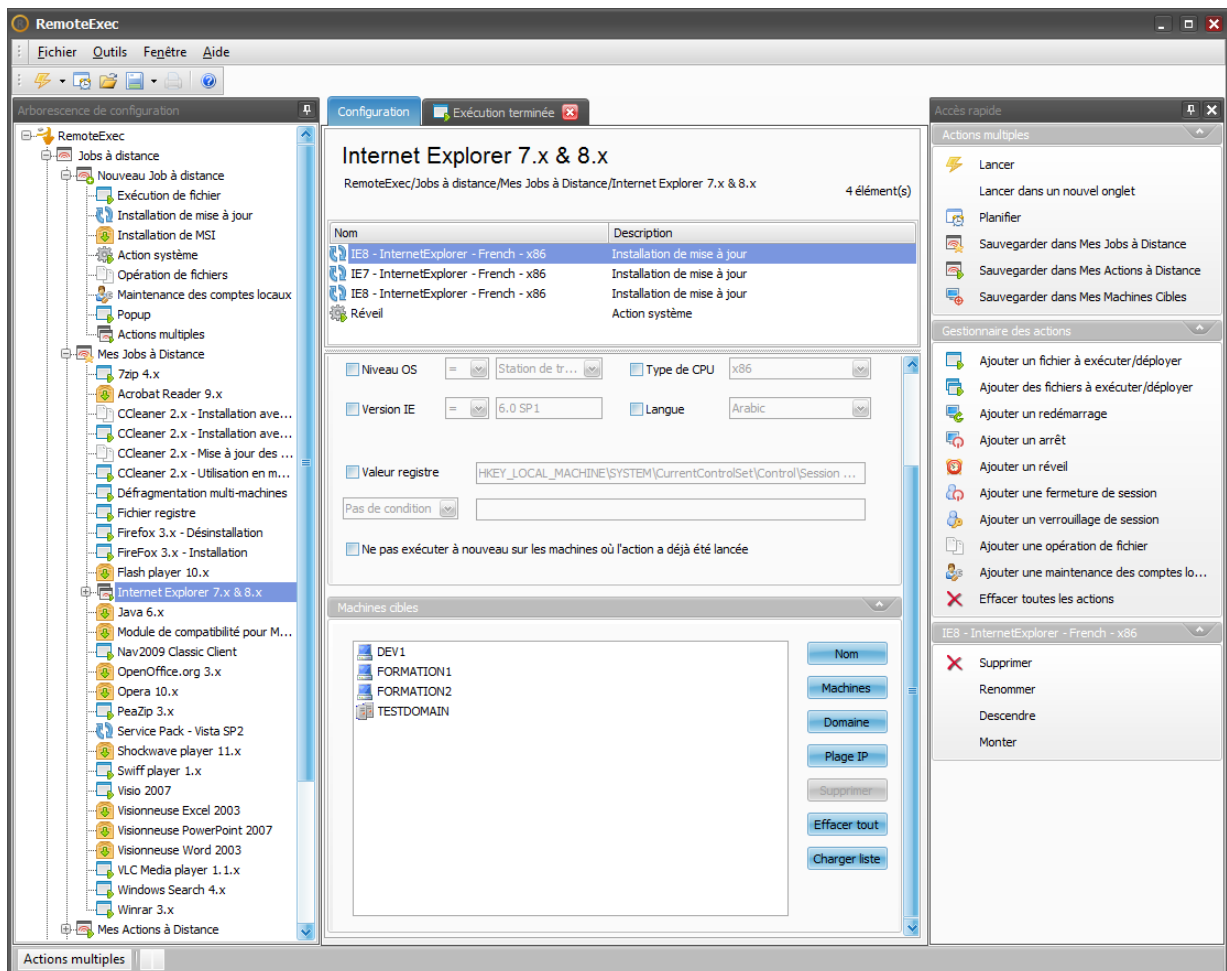 RemoteExec
Fichier Outils Fenêtre Aide
Arborescence de configuration
RemoteExec
Jobs à distance
Nouveau Job à distance
Exécution de fichier
Installation de mise à jour
Installation de MSI
Action système
Opération de fichiers
Maintenance des comptes locaux
Popup
Actions multiples
Mes Jobs à Distance
7zip 4.x
Acrobat Reader 9.x
CCleaner 2.x - Installation ave...
CCleaner 2.x - Installation ave...
CCleaner 2.x - Mise à jour des ...
CCleaner 2.x - Utilisation en m...
Défragmentation multi-machines
Fichier registre
Firefox 3.x - Désinstallation
FireFox 3.x - Installation
Flash player 10.x
Internet Explorer 7.x & 8.x
Java 6.x
Module de compatibilité pour M...
Nav2009 Classic Client
OpenOffice.org 3.x
Opera 10.x
PeaZip 3.x
Service Pack - Vista SP2
Shockwave player 11.x
Swiff player 1.x
Visio 2007
Visionneuse Excel 2003
Visionneuse PowerPoint 2007
Visionneuse Word 2003
VLC Media player 1.1.x
Windows Search 4.x
Winrar 3.x
Mes Actions à Distance
Configuration Exécution terminée
Internet Explorer 7.x & 8.x
RemoteExec/Jobs à distance/Mes Jobs à Distance/Internet Explorer 7.x & 8.x 4 élément(s)
Nom Description
IE8 - InternetExplorer - French - x86 Installation de mise à jour
IE7 - InternetExplorer - French - x86 Installation de mise à jour
IE8 - InternetExplorer - French - x86 Installation de mise à jour
Réveil Action système
Niveau OS = Station de tr... Type de CPU x86
Version IE = 6.0 SP1 Langue Arabic
Valeur registre HKEY_LOCAL_MACHINE\SYSTEM\CurrentControlSet\Control\Session ...
Pas de condition
Ne pas exécuter à nouveau sur les machines où l'action a déjà été lancée
Machines cibles
DEV1
FORMATION1
FORMATION2
TESTDOMAIN
Nom
Machines
Domaine
Plage IP
Supprimer
Effacer tout
Charger liste
Accès rapide
Actions multiples
Lancer
Lancer dans un nouvel onglet
Planifier
Sauvegarder dans Mes Jobs à Distance
Sauvegarder dans Mes Actions à Distance
Sauvegarder dans Mes Machines Cibles
Gestionnaire des actions
Ajouter un fichier à exécuter/déployer
Ajouter des fichiers à exécuter/déployer
Ajouter un redémarrage
Ajouter un arrêt
Ajouter un réveil
Ajouter une fermeture de session
Ajouter un verrouillage de session
Ajouter une opération de fichier
Ajouter une maintenance des comptes lo...
Effacer toutes les actions
IE8 - InternetExplorer - French - x86
Supprimer
Renommer
Descendre
Monter
Actions multiples